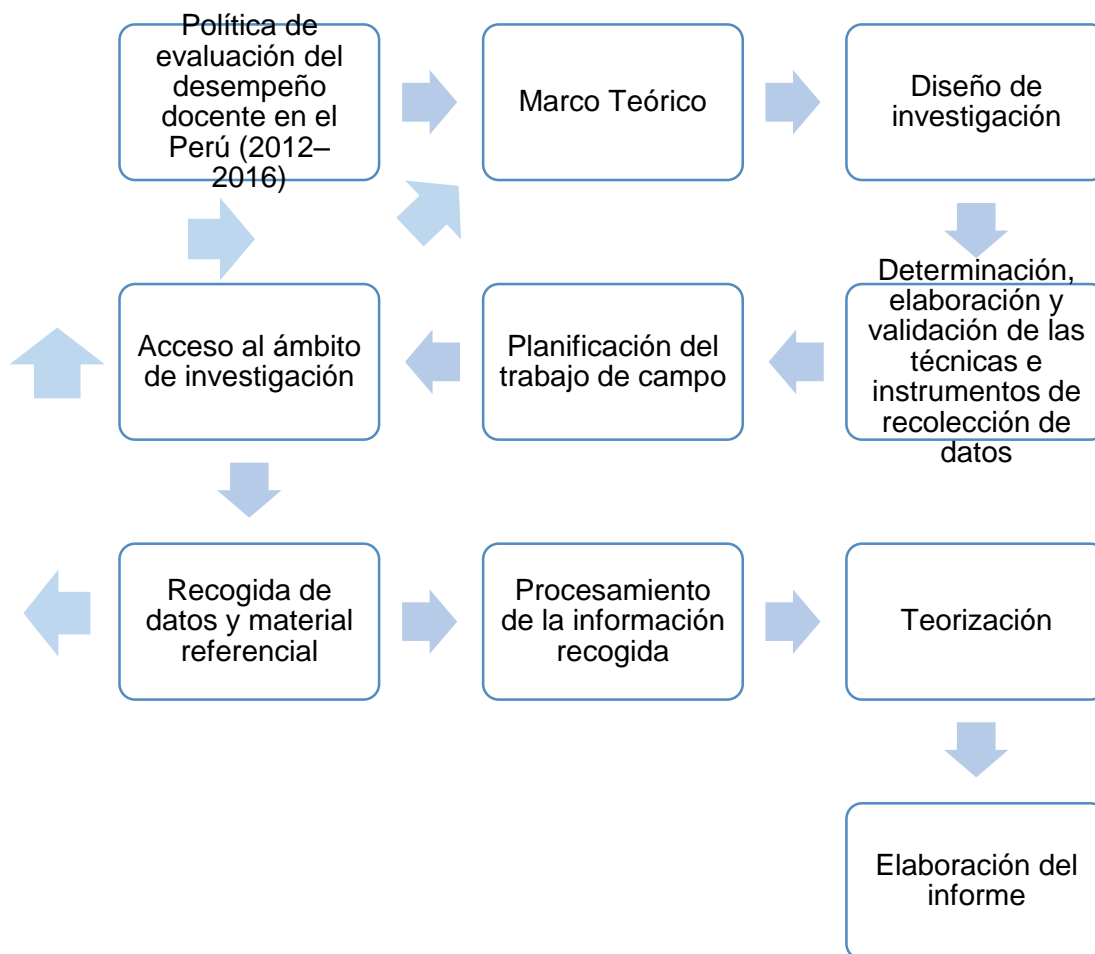 Política de
evaluación del
desempeño
docente en el
Perú (2012–
2016)
Marco Teórico
Diseño de
investigación
Determinación,
elaboración y
validación de las
técnicas e
instrumentos de
recolección de
datos
Planificación del
trabajo de campo
Acceso al ámbito
de investigación
Recogida de
datos y material
referencial
Procesamiento
de la información
recogida
Teorización
Elaboración del
informe